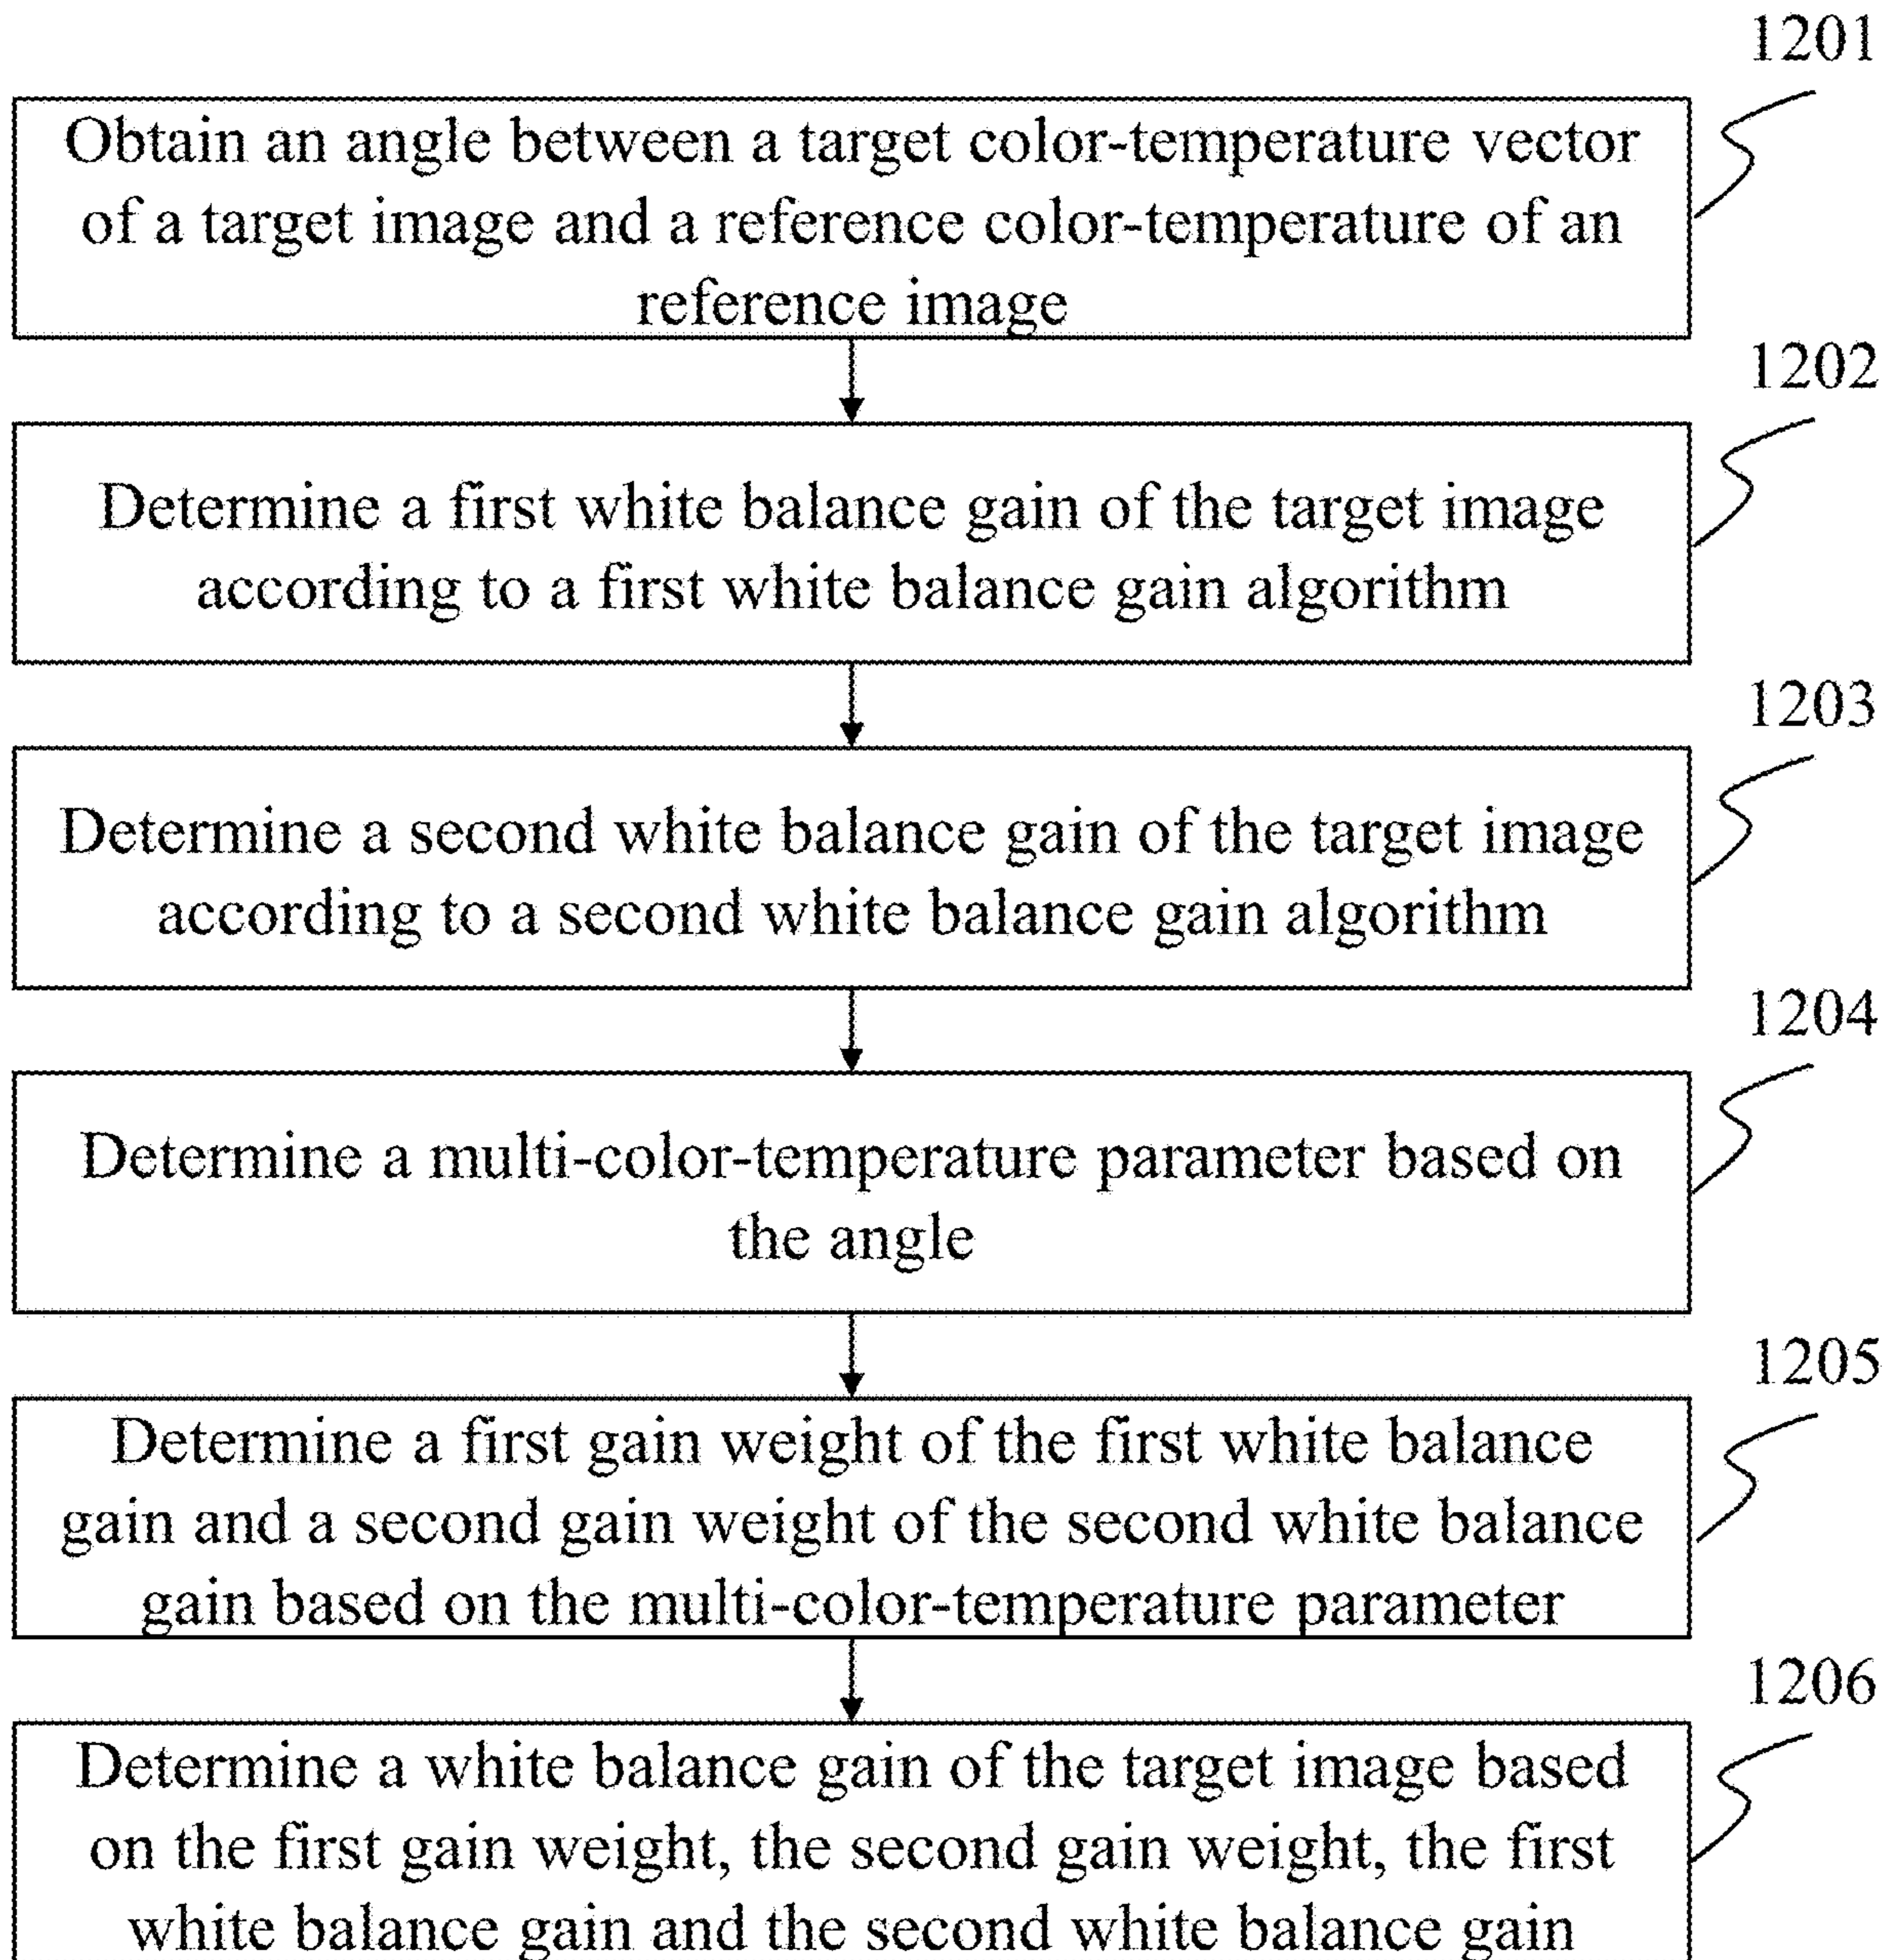 1201
Obtain an angle between a target color-temperature vector
of a target image and a reference color-temperature of an
reference image
1202
Determine a first white balance gain of the target image
according to a first white balance gain algorithm
1203
Determine a second white balance gain of the target image
according to a second white balance gain algorithm
1204
Determine a multi-color-temperature parameter based on
the angle
1205
Determine a first gain weight of the first white balance
gain and a second gain weight of the second white balance
gain based on the multi-color-temperature parameter
1206
Determine a white balance gain of the target image based
on the first gain weight, the second gain weight, the first
white balance gain and the second white balance gain